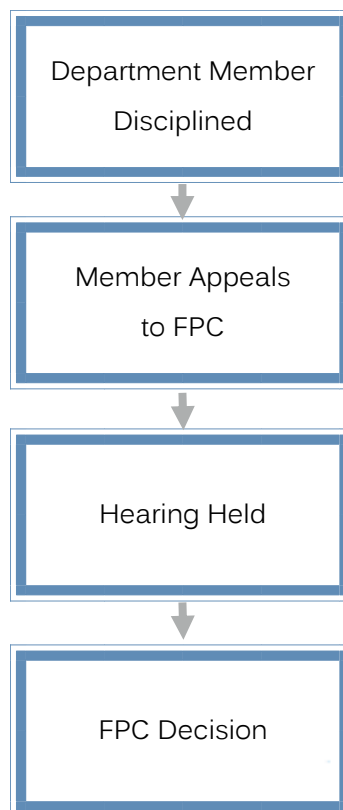 Department Member
Disciplined
Member Appeals
to FPC
Hearing Held
FPC Decision